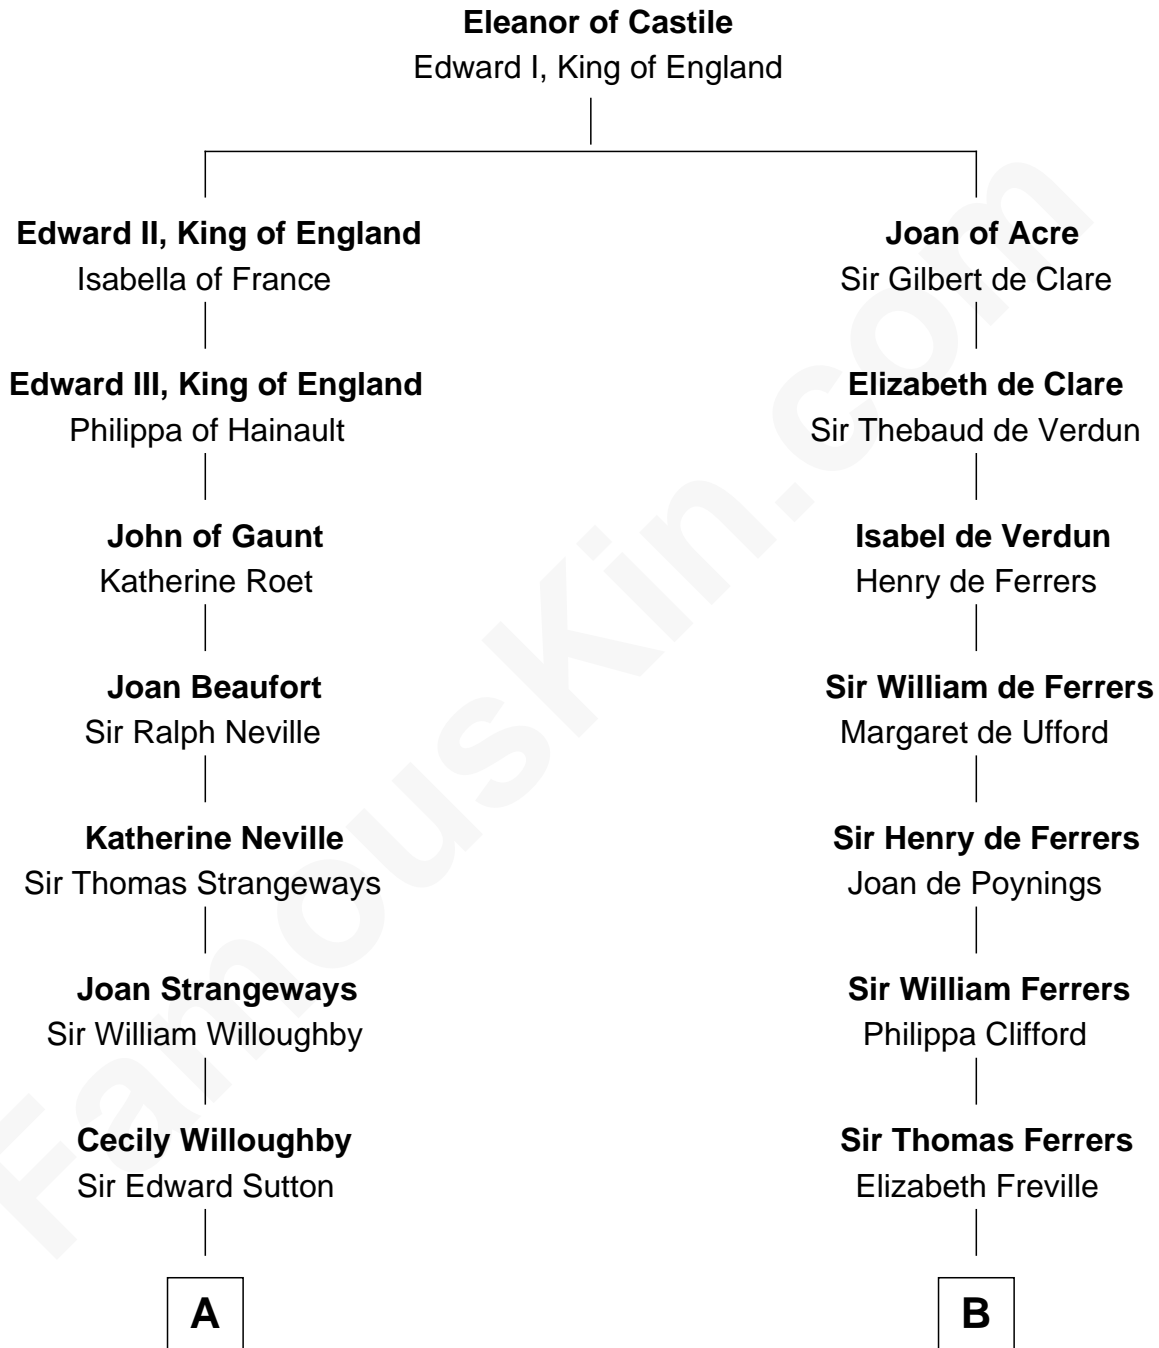 Eleanor of Castile
Edward I, King of England
Edward II, King of England
Isabella of France
Joan of Acre
Sir Gilbert de Clare
Edward III, King of England
Philippa of Hainault
Elizabeth de Clare
Sir Thebaud de Verdun
John of Gaunt
Katherine Roet
Isabel de Verdun
Henry de Ferrers
Joan Beaufort
Sir Ralph Neville
Sir William de Ferrers
Margaret de Ufford
Katherine Neville
Sir Thomas Strangeways
Sir Henry de Ferrers
Joan de Poynings
Joan Strangeways
Sir William Willoughby
Sir William Ferrers
Philippa Clifford
Cecily Willoughby
Sir Edward Sutton
Sir Thomas Ferrers
Elizabeth Freville
A
B
FamousKin.com